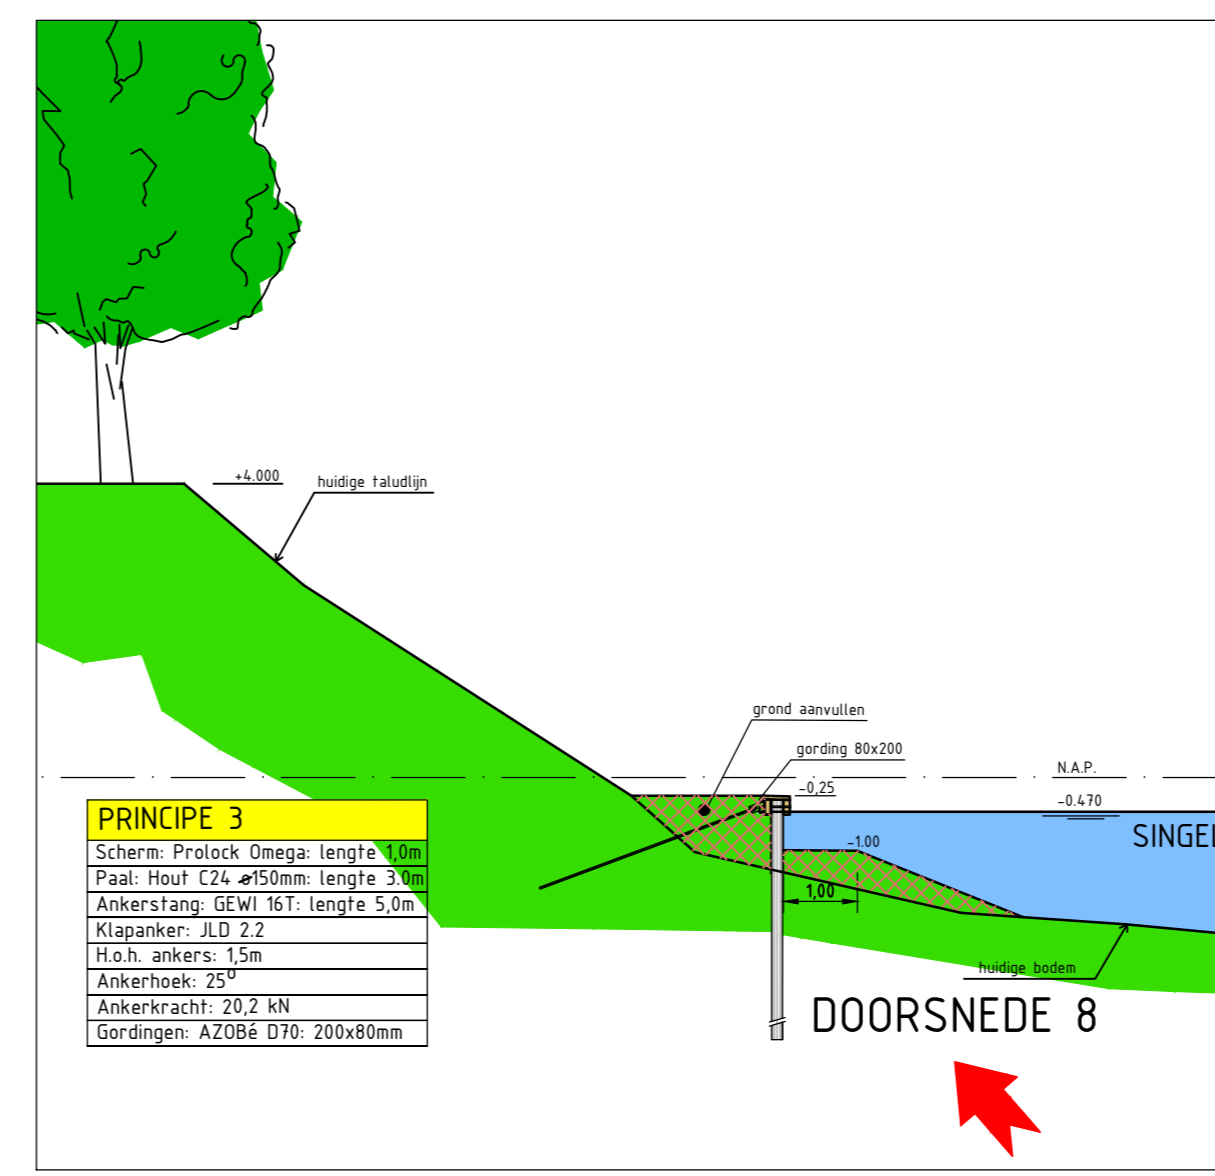 +4.000
huidige taludlijn
grond aanvullen
gording 80x200
N.A.P.
-0,25
-0.470
SINGEL
-1.00
1,00
huidige bodem
DOORSNEDE 8
PRINCIPE 3
Scherm: Prolock Omega: lengte 1,0m
Paal: Hout C24 ø150mm: lengte 3.0m
Ankerstang: GEWI 16T: lengte 5,0m
Klapanker: JLD 2.2
H.o.h. ankers: 1,5m
Ankerhoek: 25°
Ankerkracht: 20,2 kN
Gordingen: AZOBé D70: 200x80mm